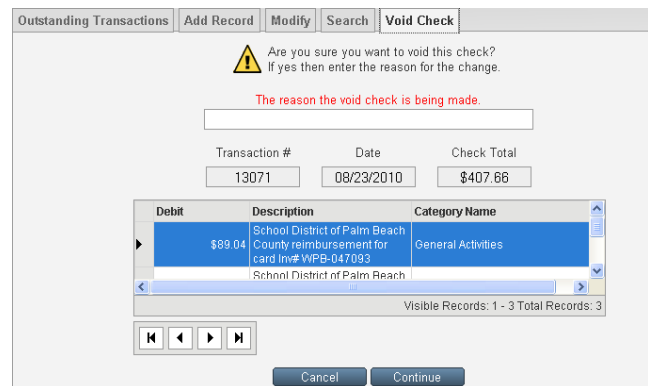 Outstanding Transactions Add Record Modify Search Void Check
Are you sure you want to void this check?
If yes then enter the reason for the change.
The reason the void check is being made.
Transaction # Date Check Total
13071 08/23/2010 $407.66
Debit Description Category Name
School District of Palm Beach
$89.04 County reimbursement for General Activities
card Inv# WPB-047093
School District of Palm Beach
Visible Records: 1 - 3 Total Records: 3
Cancel Continue